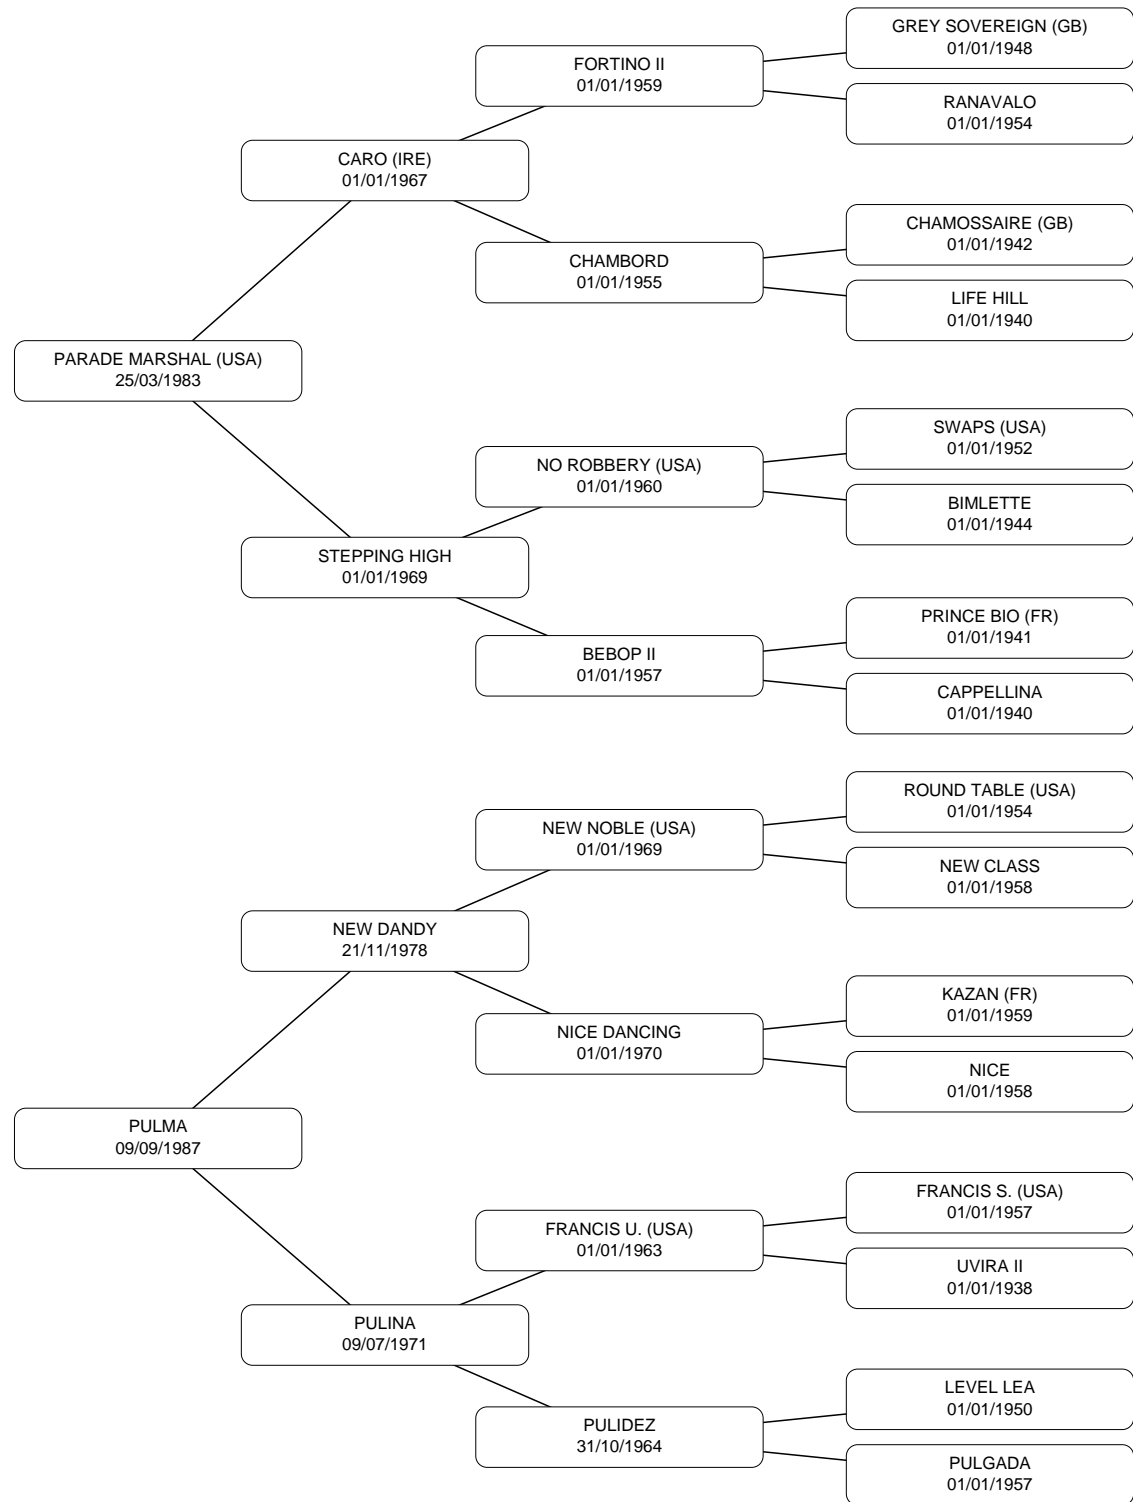 GREY SOVEREIGN (GB)
01/01/1948
FORTINO II
01/01/1959
RANAVALO
01/01/1954
CARO (IRE)
01/01/1967
CHAMOSSAIRE (GB)
01/01/1942
CHAMBORD
01/01/1955
LIFE HILL
01/01/1940
PARADE MARSHAL (USA)
25/03/1983
SWAPS (USA)
01/01/1952
NO ROBBERY (USA)
01/01/1960
BIMLETTE
01/01/1944
STEPPING HIGH
01/01/1969
PRINCE BIO (FR)
01/01/1941
BEBOP II
01/01/1957
CAPPELLINA
01/01/1940
ROUND TABLE (USA)
01/01/1954
NEW NOBLE (USA)
01/01/1969
NEW CLASS
01/01/1958
NEW DANDY
21/11/1978
KAZAN (FR)
01/01/1959
NICE DANCING
01/01/1970
NICE
01/01/1958
PULMA
09/09/1987
FRANCIS S. (USA)
01/01/1957
FRANCIS U. (USA)
01/01/1963
UVIRA II
01/01/1938
PULINA
09/07/1971
LEVEL LEA
01/01/1950
PULIDEZ
31/10/1964
PULGADA
01/01/1957